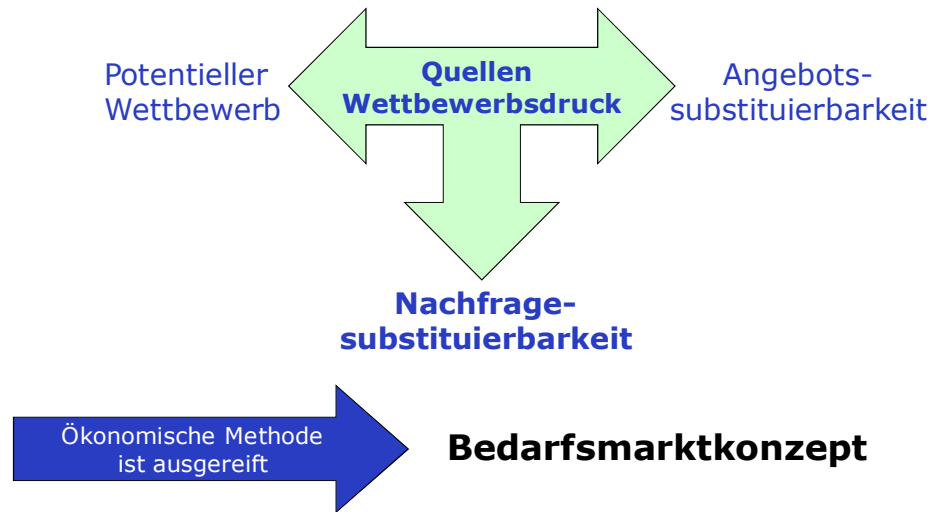 Potentieller
Wettbewerb
Quellen
Wettbewerbsdruck
Angebots-
substituierbarkeit
Nachfrage-
substituierbarkeit
Ökonomische Methode
ist ausgereift
Bedarfsmarktkonzept